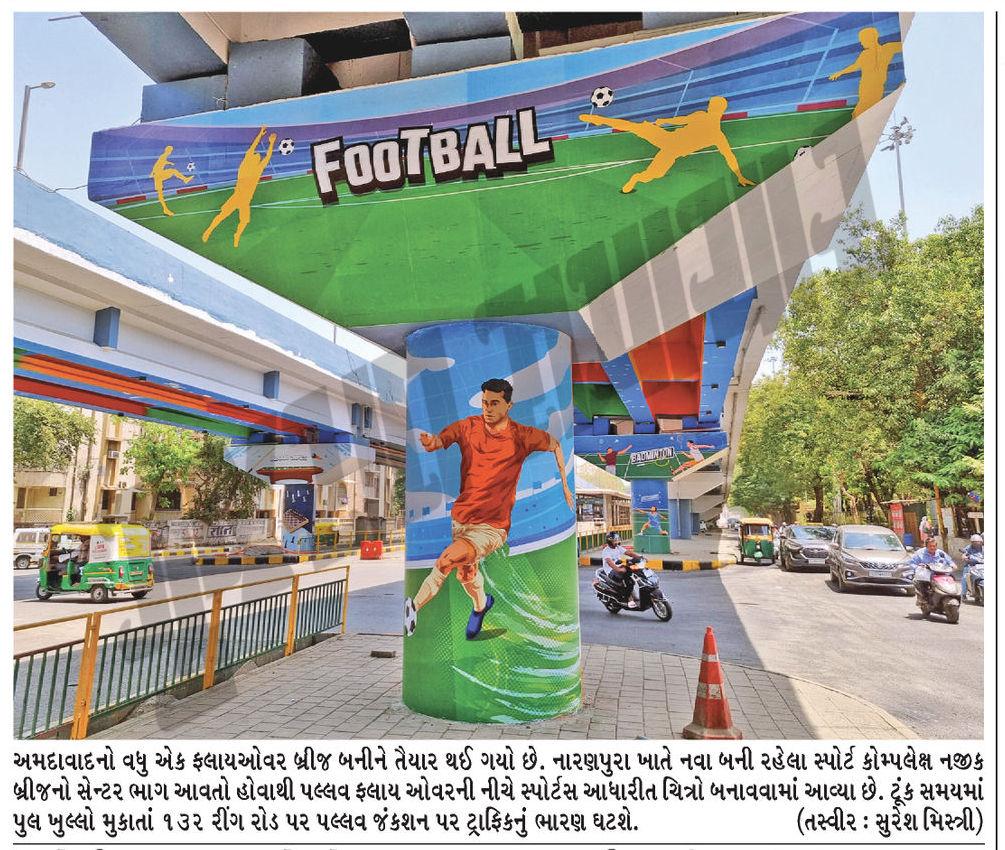 FOOTBALL
BADMINTON
અમદાવાદનો વધુ એક ફલાયઓવર બ્રીજ બનીને તૈયાર થઈ ગયો છે. નારણપુરા ખાતે નવા બની રહેલા સ્પોર્ટ કોમ્પલેક્ષ નજીક
બ્રીજનો સેન્ટર ભાગ આવતો હોવાથી પલ્લવ ફલાય ઓવરની નીચે સ્પોર્ટસ આધારીત ચિત્રો બનાવવામાં આવ્યા છે. ટૂંક સમયમાં
પુલ ખુલ્લો મુકાતાં ૧૩૨ રીંગ રોડ પર પલ્લવ જંકશન પર ટ્રાફિકનું ભારણ ઘટશે. (તસ્વીર : સુરેશ મિસ્ત્રી)